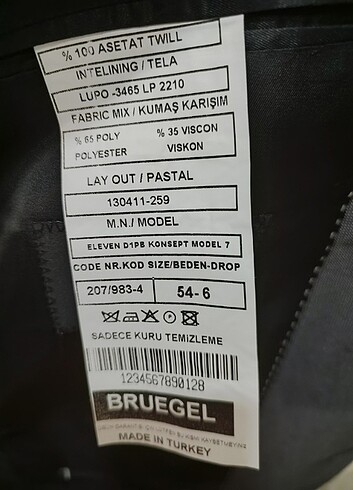 % 100 ASETAT TWILL
INTELINING / TELA
LUPO -3465 LP 2210
FABRIC MIX / KUMAŞ KARIŞIM
% 65 POLY % 35 VISCON
POLYESTER VISKON
LAY OUT / PASTAL
130411-259
M.N./ MODEL
ELEVEN D1PB KONSEPT MODEL 7
CODE NR.KOD SIZE/BEDEN-DROP
207/983-4 54- 6
SADECE KURU TEMIZLEME
1234567890128
BRUEGEL
MADE IN TURKEY